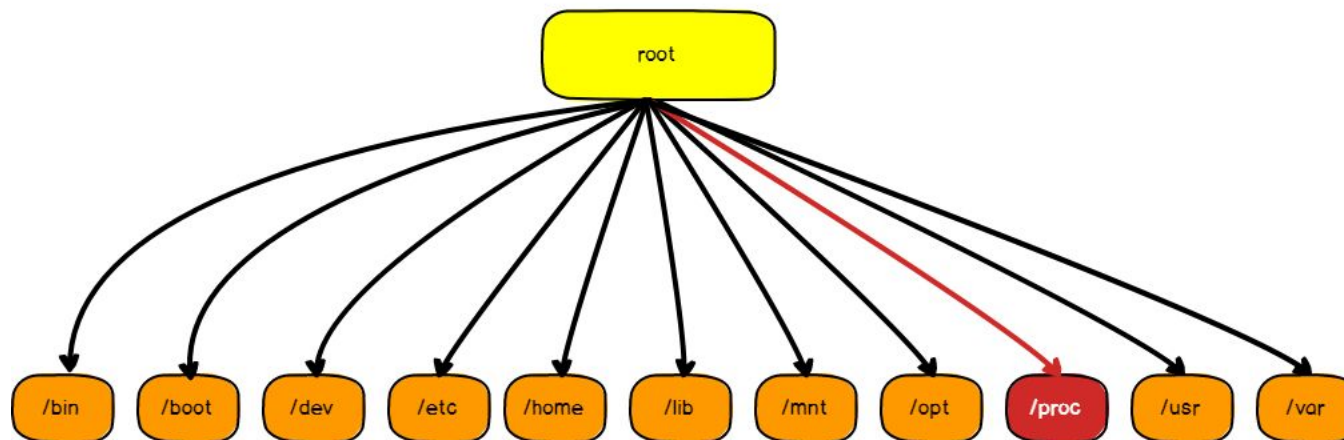 root
/bin
/boot
/dev
/etc
/home
/lib
/mnt
/opt
/proc
/usr
/var